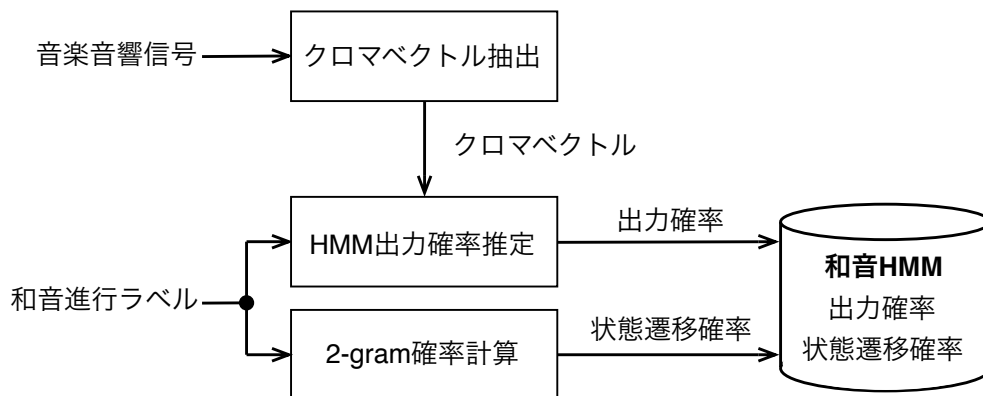 音楽音響信号
クロマベクトル抽出
クロマベクトル
和音進行ラベル
HMM出力確率推定
出力確率
2-gram確率計算
状態遷移確率
和音HMM
出力確率
状態遷移確率